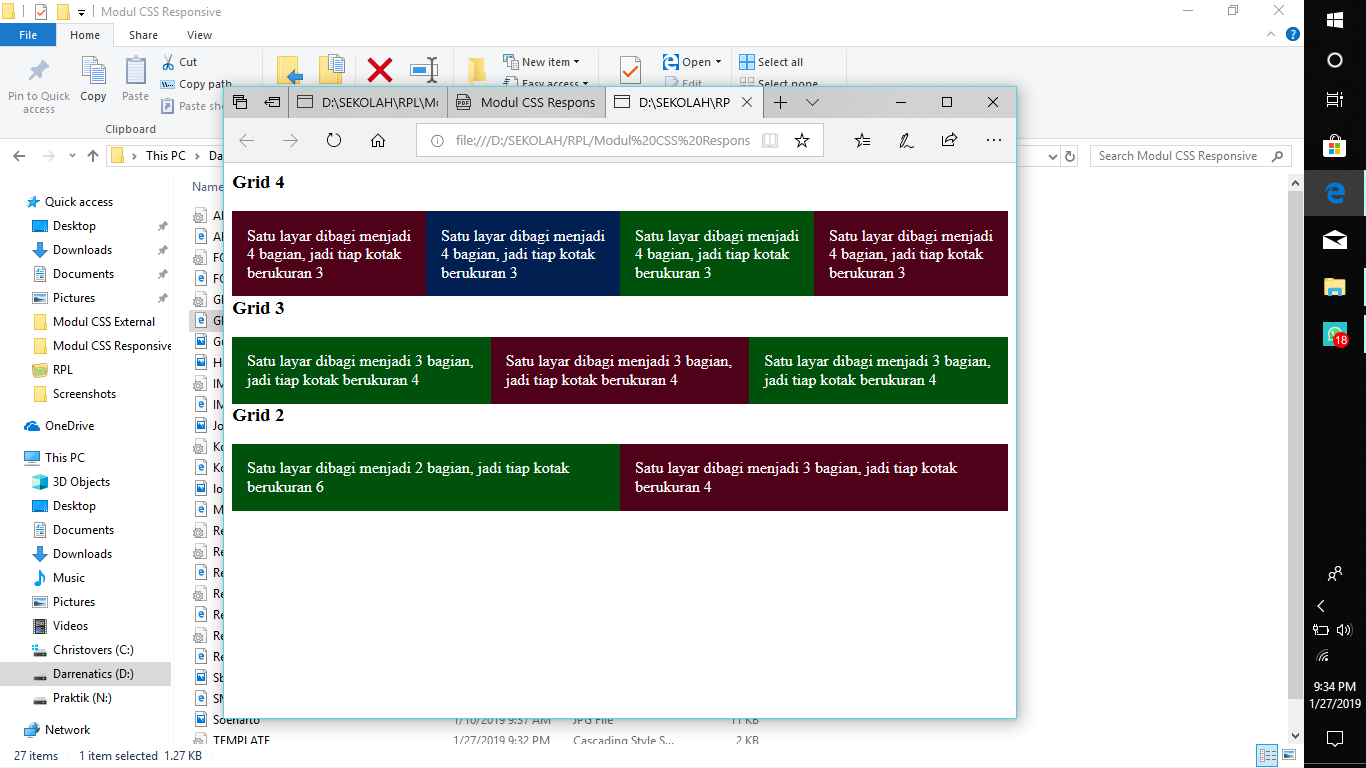 Modul CSS Responsive
File Home Share View
Pin to Quick access
Copy
Paste
Cut
Copy path
Paste sho
New item
Easy access
Open
Edit
Select all
Select none
Clipboard
This PC
Da
Search Modul CSS Responsive
D:\SEKOLAH\RPL\Mo
Modul CSS Respons
D:\SEKOLAH\RP
file:///D:/SEKOLAH/RPL/Modul%20CSS%20Respons
Grid 4
Satu layar dibagi menjadi
4 bagian, jadi tiap kotak
berukuran 3
Satu layar dibagi menjadi
4 bagian, jadi tiap kotak
berukuran 3
Satu layar dibagi menjadi
4 bagian, jadi tiap kotak
berukuran 3
Satu layar dibagi menjadi
4 bagian, jadi tiap kotak
berukuran 3
Grid 3
Satu layar dibagi menjadi 3 bagian,
jadi tiap kotak berukuran 4
Satu layar dibagi menjadi 3 bagian,
jadi tiap kotak berukuran 4
Satu layar dibagi menjadi 3 bagian,
jadi tiap kotak berukuran 4
Grid 2
Satu layar dibagi menjadi 2 bagian, jadi tiap kotak
berukuran 6
Satu layar dibagi menjadi 3 bagian, jadi tiap kotak
berukuran 4
Quick access
Desktop
Downloads
Documents
Pictures
Modul CSS External
Modul CSS Responsive
RPL
Screenshots
OneDrive
This PC
3D Objects
Desktop
Documents
Downloads
Music
Pictures
Videos
Christovers (C:)
Darrenatics (D:)
Praktik (N:)
Network
Name
Soenarto 1/10/2019 9:37 AM JPG File 11 KB
TEMPLATE 1/27/2019 9:32 PM Cascading Style S... 2 KB
27 items 1 item selected 1.27 KB
18
9:34 PM
1/27/2019